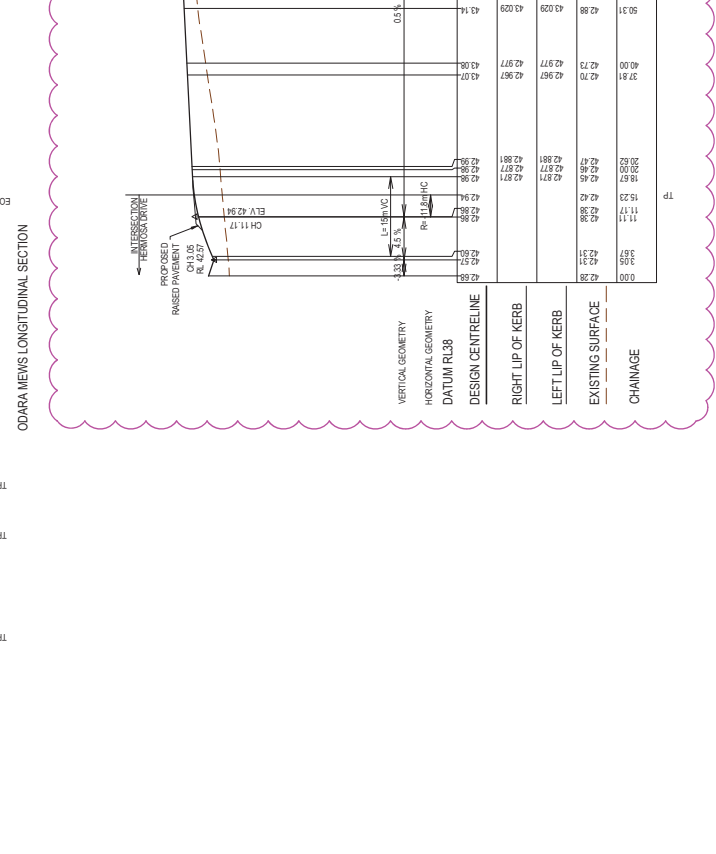 ODARA MEWS LONGITUDINAL SECTION
INTERSECTION
HERMOSA DRIVE
PROPOSED
RAISED PAVEMENT
CH 3.05
RL 42.57
CH 11.17
ELV. 42.94
VERTICAL GEOMETRY
-3.33 %
4.5 %
L= 15m VC
0.5 %
HORIZONTAL GEOMETRY
R= -11.8m HC
DATUM RL38
DESIGN CENTRELINE
42.68
42.57
42.60
42.86
42.86
42.94
42.98
42.98
42.99
43.07
43.08
43.14
RIGHT LIP OF KERB
42.871
42.877
42.881
42.967
42.977
43.029
LEFT LIP OF KERB
42.871
42.877
42.881
42.967
42.977
43.029
EXISTING SURFACE
42.28
42.31
42.31
42.38
42.38
42.42
42.45
42.46
42.47
42.70
42.73
42.88
CHAINAGE
0.00
3.05
3.67
11.11
11.17
15.23
18.67
20.00
20.62
37.81
40.00
50.31
TP